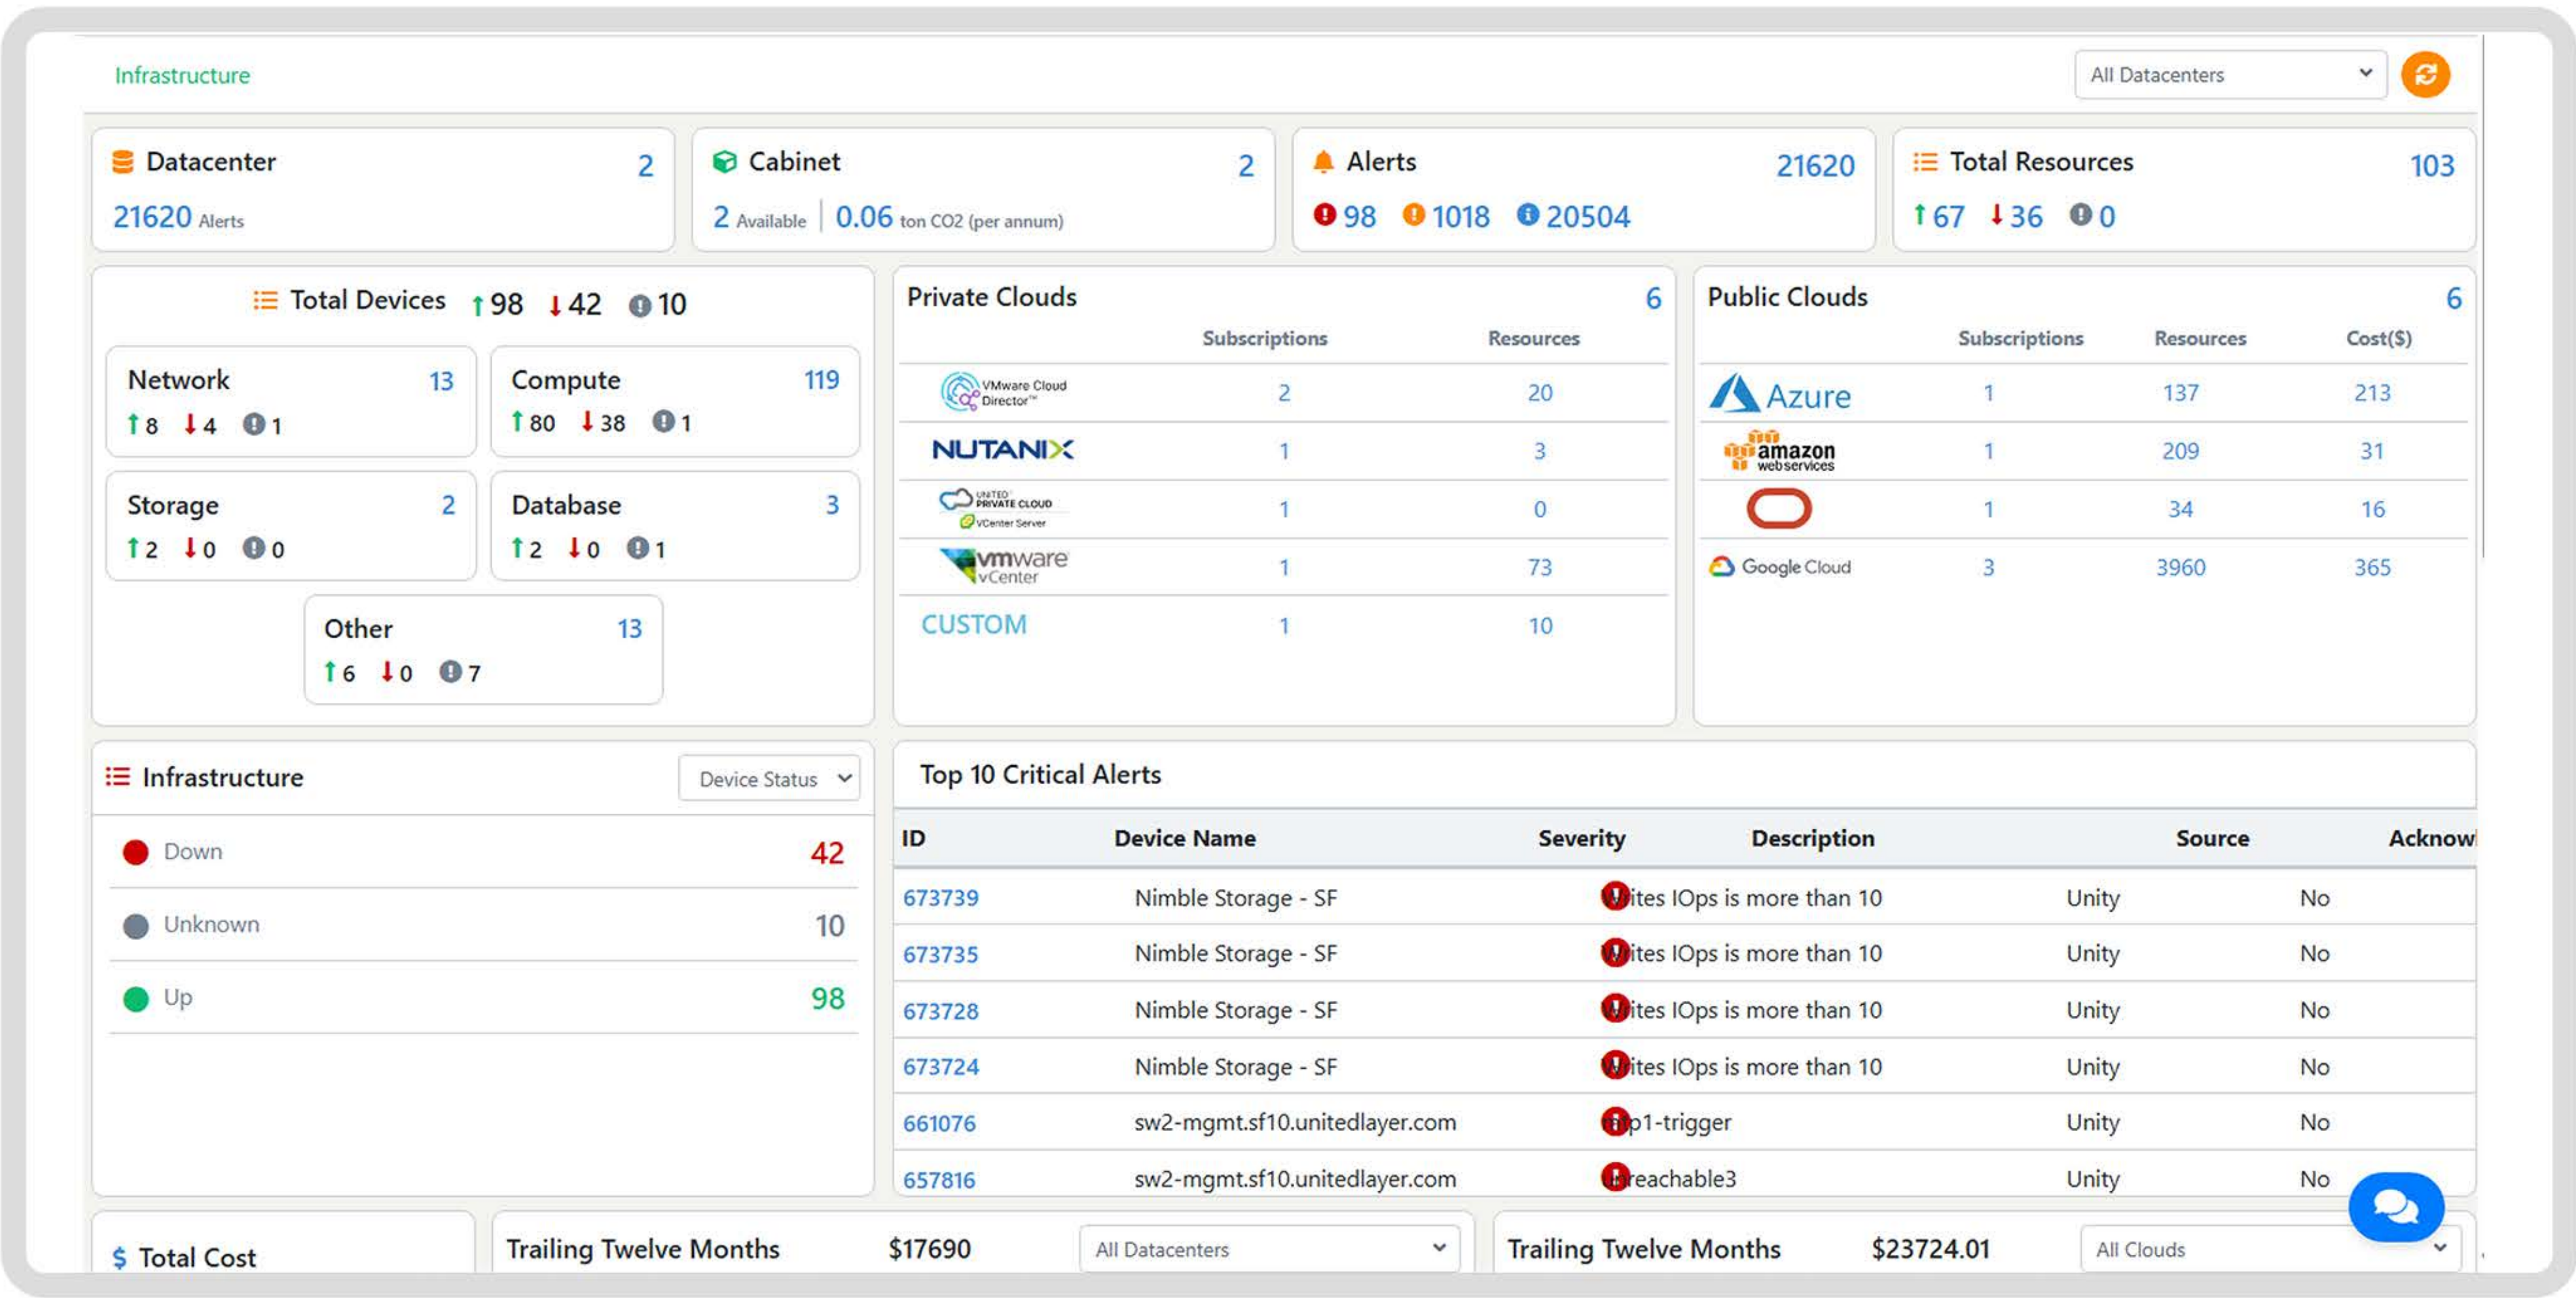 Infrastructure All Datacenters
Datacenter 2
21620 Alerts
Cabinet 2
2 Available 0.06 ton CO2 (per annum)
Alerts 21620
98 1018 20504
Total Resources 103
67 36 0
Total Devices 98 42 10
Network 13
8 4 1
Compute 119
80 38 1
Storage 2
2 0 0
Database 3
2 0 1
Other 13
6 0 7
Private Clouds 6
Subscriptions Resources
VMware Cloud
Director™ 2 20
NUTANIX 1 3
UNITED
PRIVATE CLOUD
vCenter Server 1 0
vmware
vCenter 1 73
CUSTOM 1 10
Public Clouds 6
Subscriptions Resources Cost($)
Azure 1 137 213
amazon
webservices 1 209 31
1 34 16
Google Cloud 3 3960 365
Infrastructure Device Status
Down 42
Unknown 10
Up 98
Top 10 Critical Alerts
ID Device Name Severity Description Source Acknow
673739 Nimble Storage - SF Writes IOps is more than 10 Unity No
673735 Nimble Storage - SF Writes IOps is more than 10 Unity No
673728 Nimble Storage - SF Writes IOps is more than 10 Unity No
673724 Nimble Storage - SF Writes IOps is more than 10 Unity No
661076 sw2-mgmt.sf10.unitedlayer.com Unity No
657816 sw2-mgmt.sf10.unitedlayer.com Unreachable3 Unity No
$ Total Cost
Trailing Twelve Months $17690 All Datacenters
Trailing Twelve Months $23724.01 All Clouds